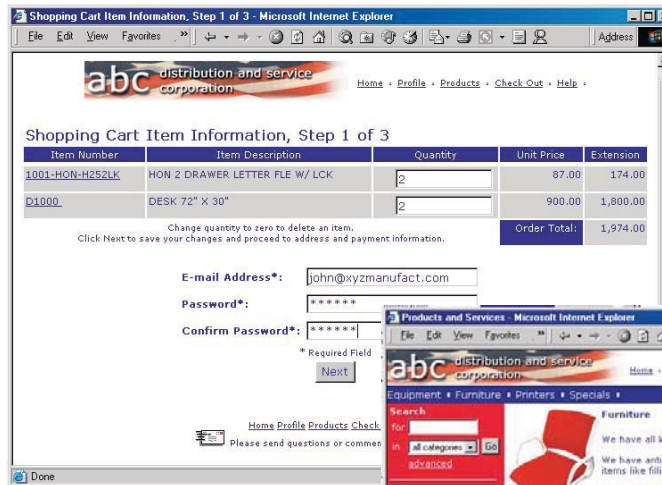 Shopping Cart Item Information, Step 1 of 3 - Microsoft Internet Explorer
File Edit View Favorites » Address
abc distribution and service corporation
Home Profile Products Check Out Help
Shopping Cart Item Information, Step 1 of 3
Item Number Item Description Quantity Unit Price Extension
1001-HON-H252LK HON 2 DRAWER LETTER FLE W/ LCK 2 87.00 174.00
D1000 DESK 72" X 30" 2 900.00 1,800.00
Change quantity to zero to delete an item. Order Total: 1,974.00
Click Next to save your changes and proceed to address and payment information.
E-mail Address*: john@xyzmanufact.com
Password*: ******
Confirm Password*: ******
* Required Field
Next
Home Profile Products Check
Please send questions or commen
Done
Products and Services - Microsoft Internet Explorer
File Edit View Favorites »
abc distribution and service corporation
Home
Equipment Furniture Printers Specials
Search
for
in all categories Go
advanced
Furniture
We have all
We have anti
items like filli